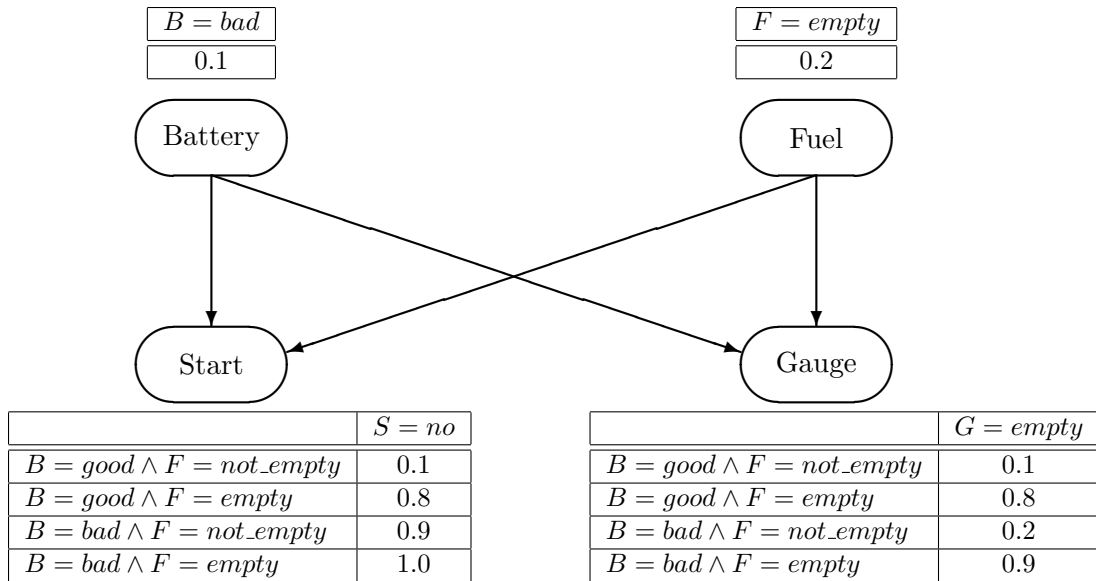 B = bad
F = empty
0.1
0.2
Battery
Fuel
Start
Gauge
S = no
B = good ∧ F = not_empty 0.1
B = good ∧ F = empty 0.8
B = bad ∧ F = not_empty 0.9
B = bad ∧ F = empty 1.0
G = empty
B = good ∧ F = not_empty 0.1
B = good ∧ F = empty 0.8
B = bad ∧ F = not_empty 0.2
B = bad ∧ F = empty 0.9